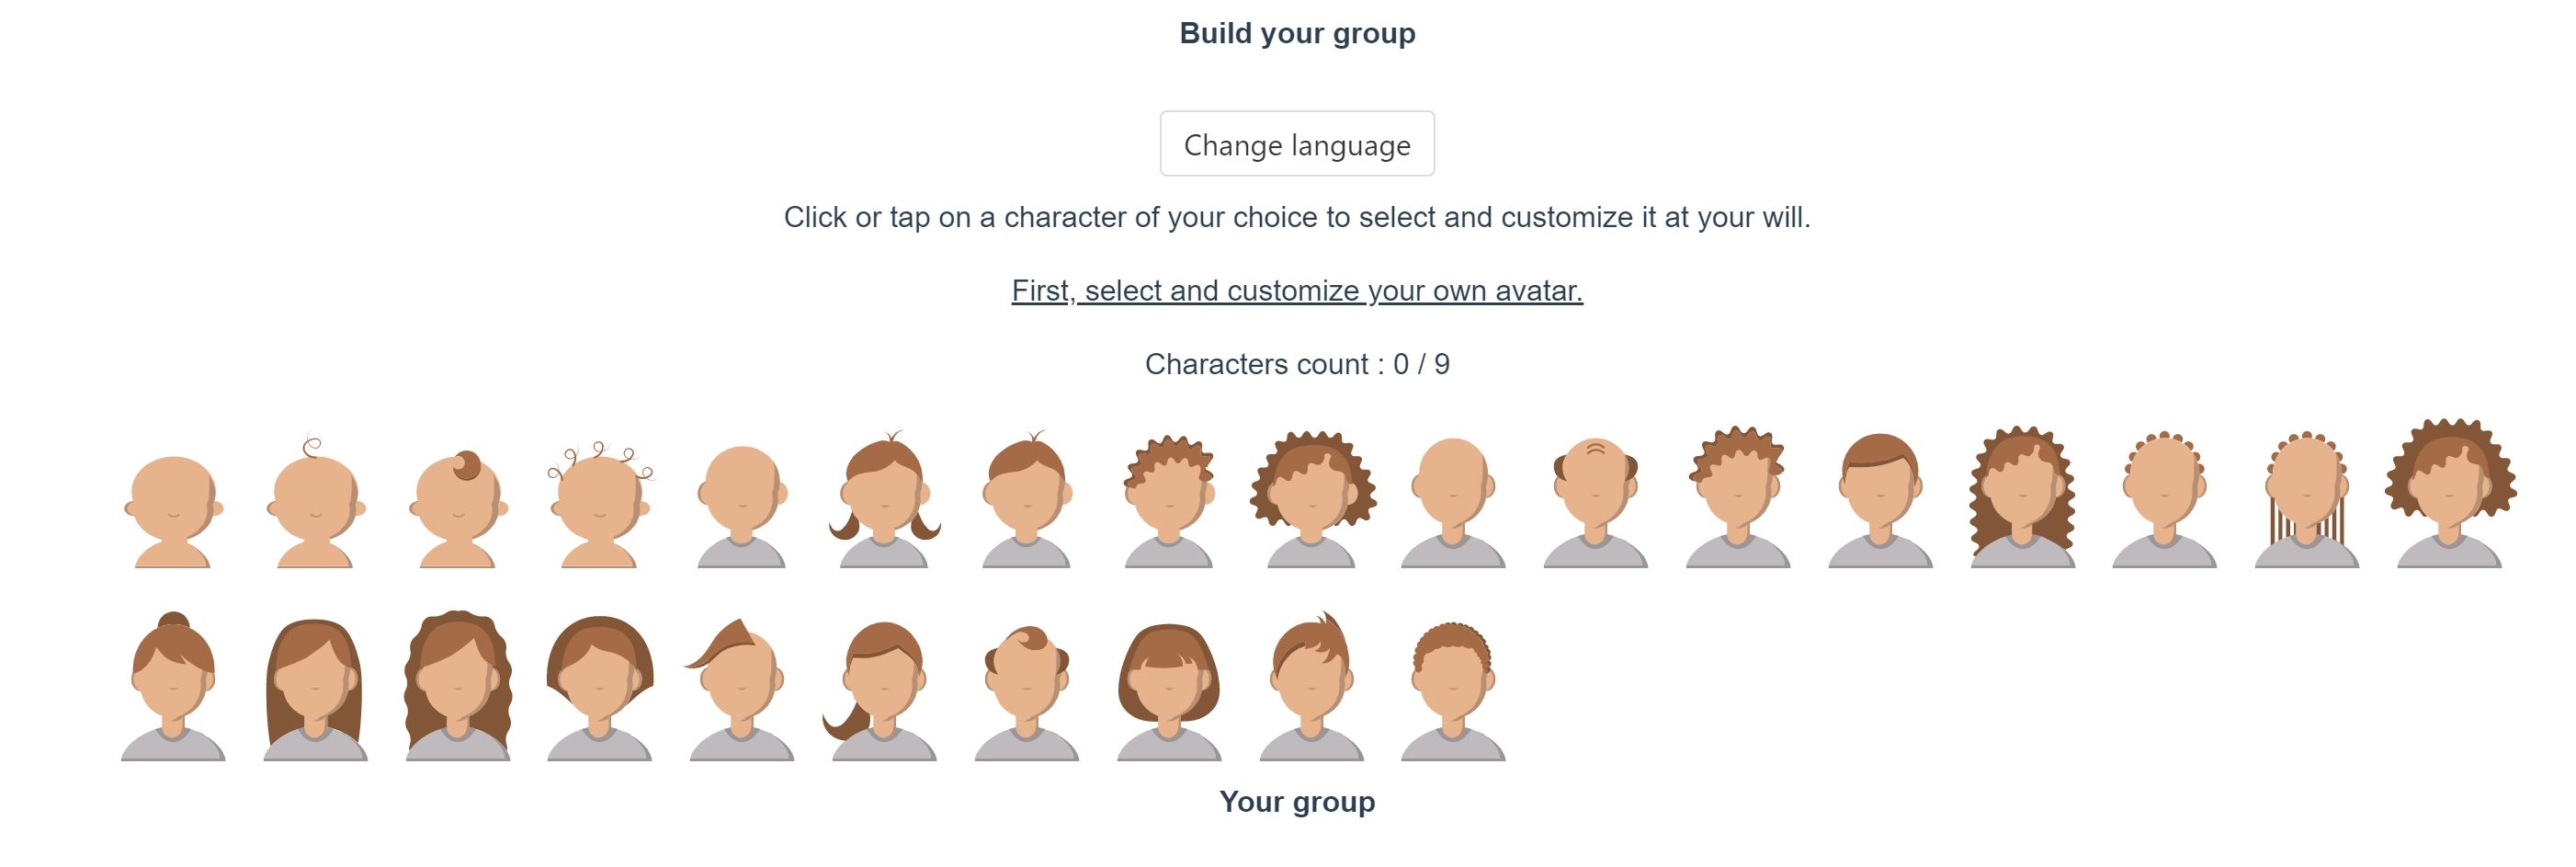 Build your group
Change language
Click or tap on a character of your choice to select and customize it at your will.
First, select and customize your own avatar.
Characters count : 0 / 9
Your group